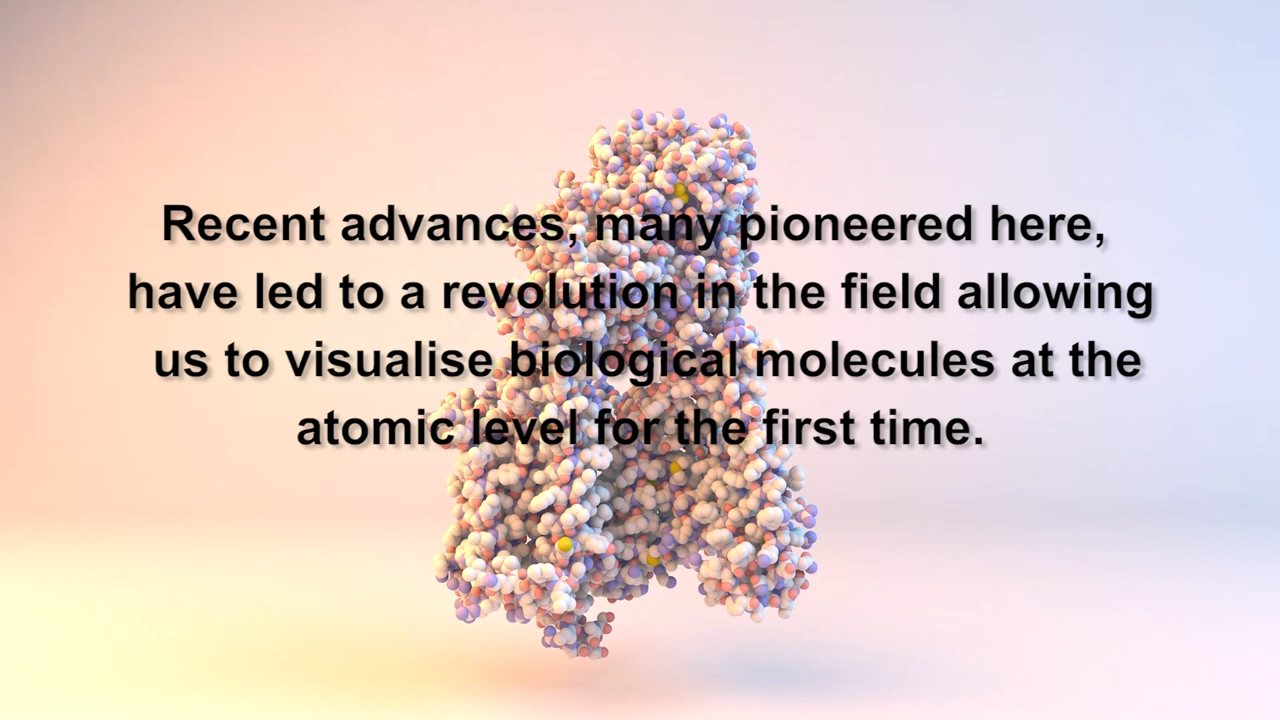 Recent advances, many pioneered here,
have led to a revolution in the field allowing
us to visualise biological molecules at the
atomic level for the first time.